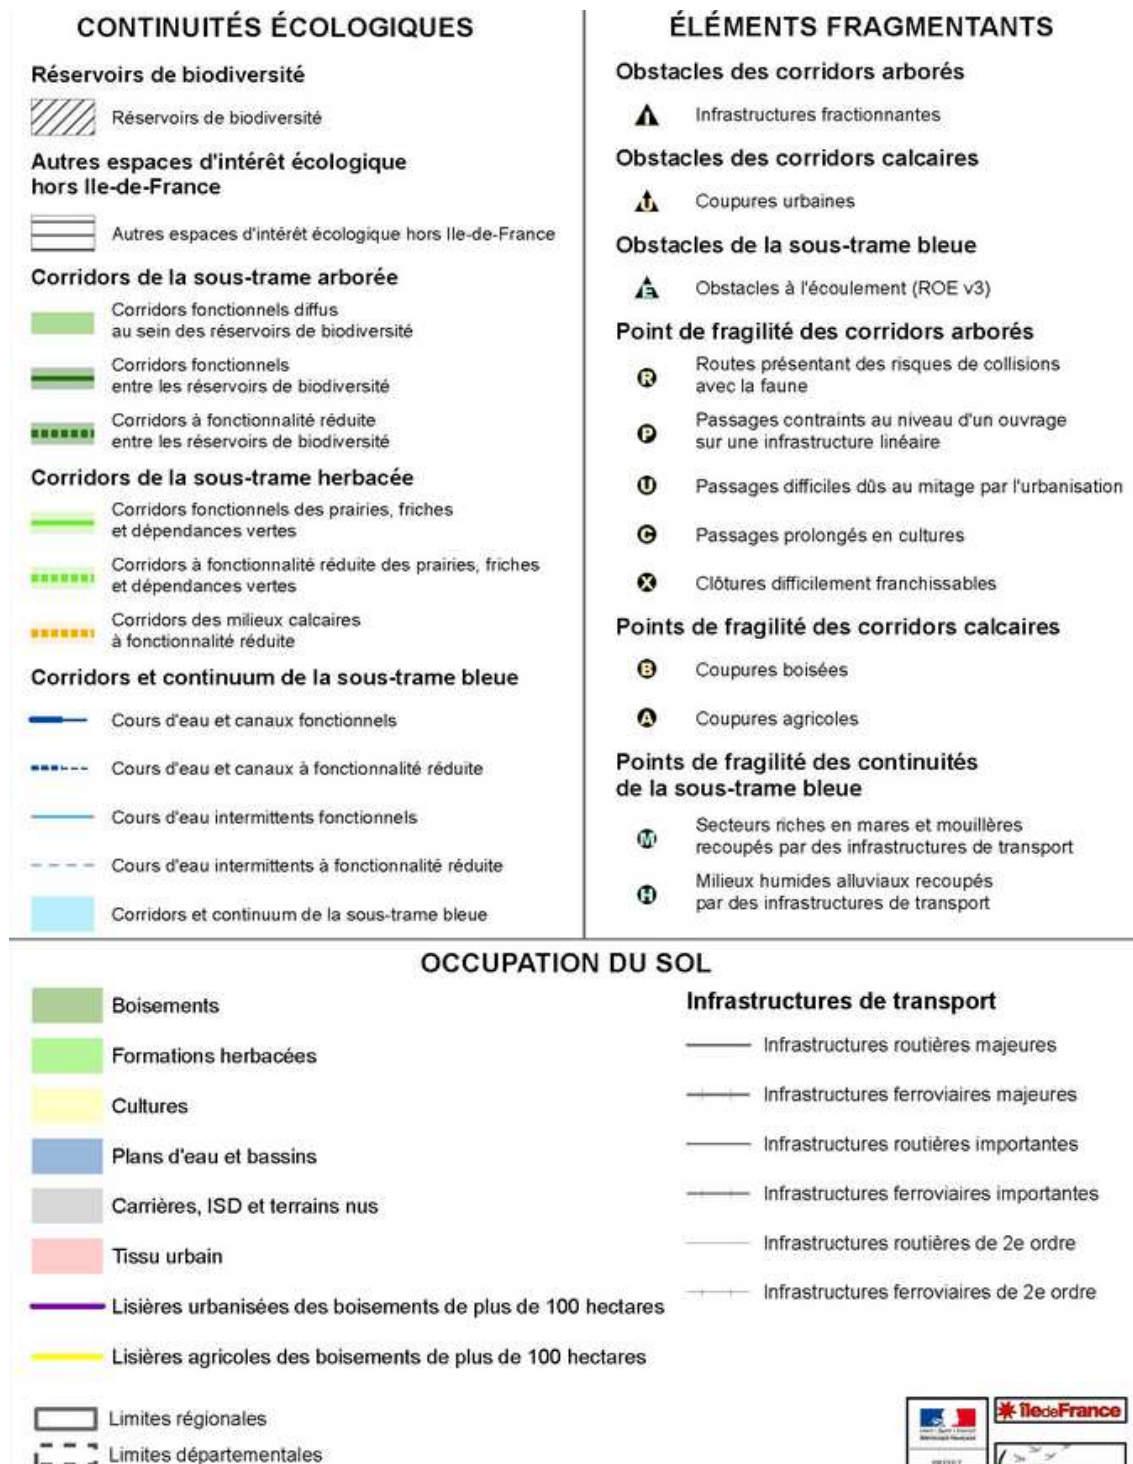 CONTINUITÉS ÉCOLOGIQUES
Réservoirs de biodiversité
Réservoirs de biodiversité
Autres espaces d'intérêt écologique
hors Ile-de-France
Autres espaces d'intérêt écologique hors Ile-de-France
Corridors de la sous-trame arborée
Corridors fonctionnels diffus
au sein des réservoirs de biodiversité
Corridors fonctionnels
entre les réservoirs de biodiversité
Corridors à fonctionnalité réduite
entre les réservoirs de biodiversité
Corridors de la sous-trame herbacée
Corridors fonctionnels des prairies, friches
et dépendances vertes
Corridors à fonctionnalité réduite des prairies, friches
et dépendances vertes
Corridors des milieux calcaires
à fonctionnalité réduite
Corridors et continuum de la sous-trame bleue
Cours d'eau et canaux fonctionnels
Cours d'eau et canaux à fonctionnalité réduite
Cours d'eau intermittents fonctionnels
Cours d'eau intermittents à fonctionnalité réduite
Corridors et continuum de la sous-trame bleue
ÉLÉMENTS FRAGMENTANTS
Obstacles des corridors arborés
I Infrastructures fractionnantes
Obstacles des corridors calcaires
U Coupures urbaines
Obstacles de la sous-trame bleue
E Obstacles à l'écoulement (ROE v3)
Point de fragilité des corridors arborés
R Routes présentant des risques de collisions
avec la faune
P Passages contraints au niveau d'un ouvrage
sur une infrastructure linéaire
U Passages difficiles dûs au mitage par l'urbanisation
C Passages prolongés en cultures
X Clôtures difficilement franchissables
Points de fragilité des corridors calcaires
B Coupures boisées
A Coupures agricoles
Points de fragilité des continuités
de la sous-trame bleue
M Secteurs riches en mares et mouillères
recoupés par des infrastructures de transport
H Milieux humides alluviaux recoupés
par des infrastructures de transport
OCCUPATION DU SOL
Boisements
Formations herbacées
Cultures
Plans d'eau et bassins
Carrières, ISD et terrains nus
Tissu urbain
Lisières urbanisées des boisements de plus de 100 hectares
Lisières agricoles des boisements de plus de 100 hectares
Limites régionales
Limites départementales
Infrastructures de transport
Infrastructures routières majeures
Infrastructures ferroviaires majeures
Infrastructures routières importantes
Infrastructures ferroviaires importantes
Infrastructures routières de 2e ordre
Infrastructures ferroviaires de 2e ordre
îledeFrance